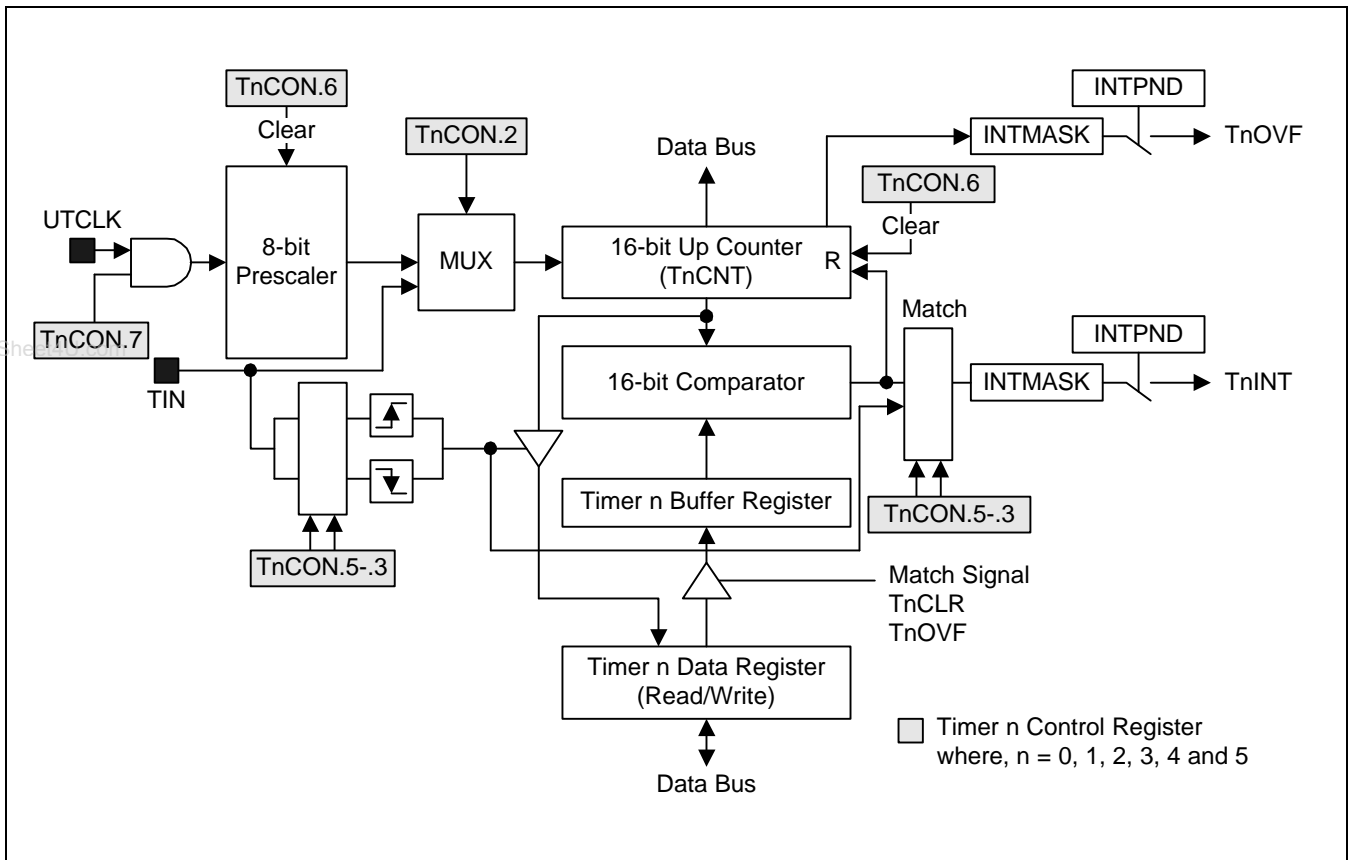 TnCON.6
Clear
TnCON.2
Data Bus
INTPND
INTMASK
TnOVF
TnCON.6
Clear
UTCLK
8-bit
Prescaler
MUX
16-bit Up Counter
(TnCNT)
R
TnCON.7
TIN
Match
16-bit Comparator
INTPND
INTMASK
TnINT
Timer n Buffer Register
TnCON.5-.3
TnCON.5-.3
Match Signal
TnCLR
TnOVF
Timer n Data Register
(Read/Write)
Data Bus
Timer n Control Register
where, n = 0, 1, 2, 3, 4 and 5